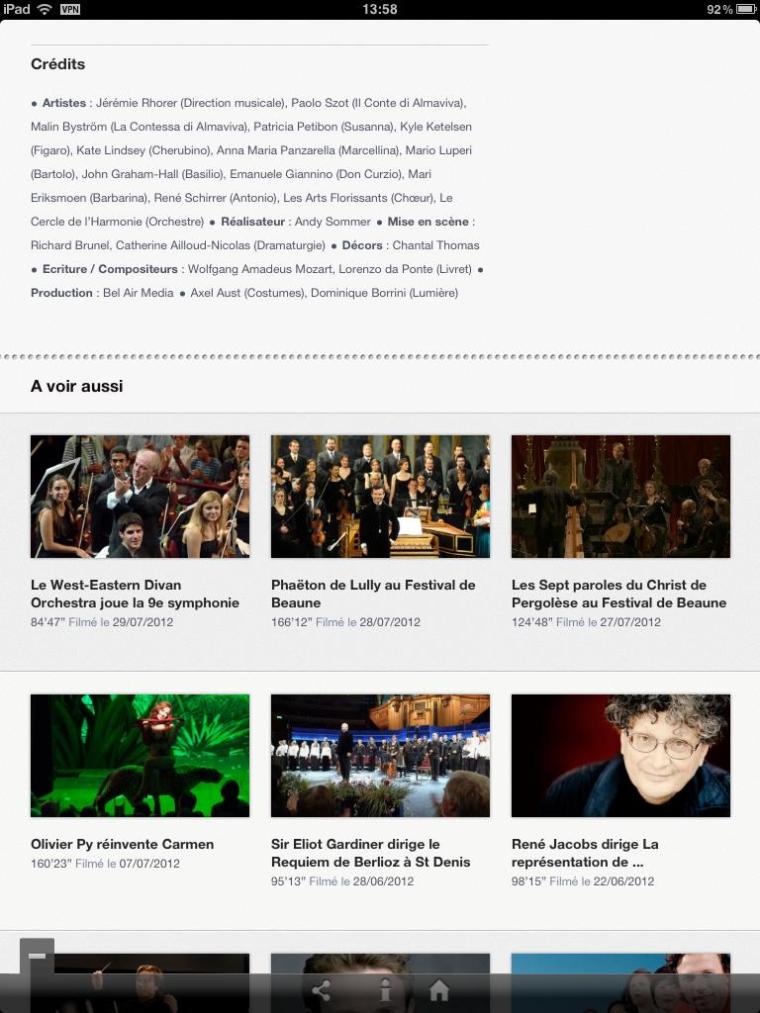 iPad VPN 13:58 92%
Crédits
● Artistes : Jérémie Rhorer (Direction musicale), Paolo Szot (Il Conte di Almaviva),
Malin Byström (La Contessa di Almaviva), Patricia Petibon (Susanna), Kyle Ketelsen
(Figaro), Kate Lindsey (Cherubino), Anna Maria Panzarella (Marcellina), Mario Luperi
(Bartolo), John Graham-Hall (Basilio), Emanuele Giannino (Don Curzio), Mari
Eriksmoen (Barbarina), René Schirrer (Antonio), Les Arts Florissants (Chœur), Le
Cercle de l'Harmonie (Orchestre) ● Réalisateur : Andy Sommer ● Mise en scène :
Richard Brunel, Catherine Ailloud-Nicolas (Dramaturgie) ● Décors : Chantal Thomas
● Ecriture / Compositeurs : Wolfgang Amadeus Mozart, Lorenzo da Ponte (Livret) ●
Production : Bel Air Media ● Axel Aust (Costumes), Dominique Borrini (Lumière)
A voir aussi
Le West-Eastern Divan
Orchestra joue la 9e symphonie
84'47" Filmé le 29/07/2012
Phaëton de Lully au Festival de
Beaune
166'12" Filmé le 28/07/2012
Les Sept paroles du Christ de
Pergolèse au Festival de Beaune
124'48" Filmé le 27/07/2012
Olivier Py réinvente Carmen
160'23" Filmé le 07/07/2012
Sir Eliot Gardiner dirige le
Requiem de Berlioz à St Denis
95'13" Filmé le 28/06/2012
René Jacobs dirige La
représentation de ...
98'15" Filmé le 22/06/2012